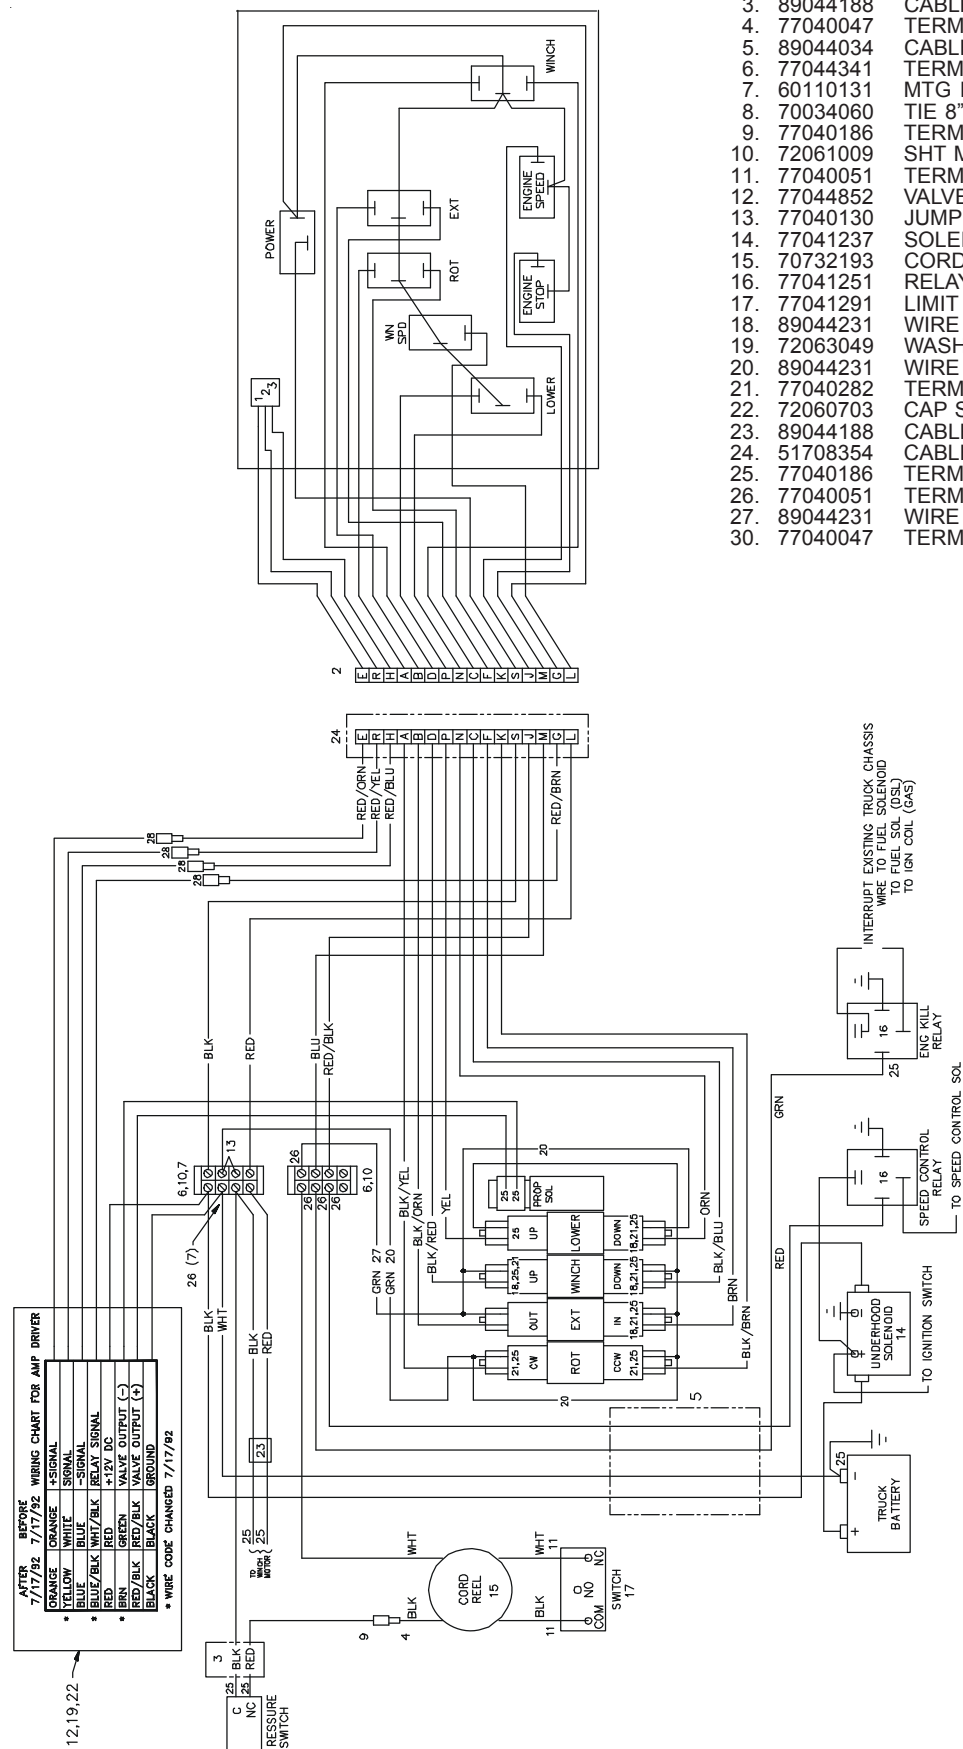 3. 89044188 CABL
4. 77040047 TERM
5. 89044034 CABL
6. 77044341 TERM
7. 60110131 MTG
8. 70034060 TIE 8"
9. 77040186 TERM
10. 72061009 SHT M
11. 77040051 TERM
12. 77044852 VALVE
13. 77040130 JUMP
14. 77041237 SOLE
15. 70732193 CORD
16. 77041251 RELAY
17. 77041291 LIMIT
18. 89044231 WIRE
19. 72063049 WASH
20. 89044231 WIRE
21. 77040282 TERM
22. 72060703 CAP S
23. 89044188 CABL
24. 51708354 CABL
25. 77040186 TERM
26. 77040051 TERM
27. 89044231 WIRE
30. 77040047 TERM
POWER
WINCH
EXT
ROT
WN
SPD
LOWER
ENGINE
SPEED
ENGINE
STOP
1 2 3
2
E R H A B D P N C F K S J M G L
24
E R H A B D P N C F K S J M G L
RED/ORN
RED/YEL
RED/BLU
RED/BRN
28
28
28
28
BLK
RED
BLU
RED/BLK
6,10,7
13
26 (7)
26
26
26
26
26
6,10
BLK
WHT
BLK
RED
GRN 27
GRN 20
BLK/YEL
BLK/ORN
BLK/RED
YEL
ORN
BLK/BLU
BRN
BLK/BRN
20
20
25
25
PROP
SOL
25
UP
LOWER
DOWN
18,21,25
18,25,21
UP
WINCH
DOWN
18,21,25
OUT
EXT
IN
18,21,25
21,25
CW
ROT
CCW
21,25
GRN
RED
5
INTERRUPT EXISTING TRUCK CHASSIS
WIRE TO FUEL SOLENOID
TO FUEL SOL (DSL)
TO IGN COIL (GAS)
16
25
ENG KILL
RELAY
16
SPEED CONTROL
RELAY
TO SPEED CONTROL SOL
UNDERHOOD
SOLENOID
14
TO IGNITION SWITCH
25
+
-
TRUCK
BATTERY
AFTER 7/17/92 BEFORE 7/17/92 WIRING CHART FOR AMP DRIVER
ORANGE ORANGE +SIGNAL
* YELLOW WHITE SIGNAL
BLUE BLUE -SIGNAL
* BLUE/BLK WHT/BLK RELAY SIGNAL
RED RED +12V DC
* BRN GREEN VALVE OUTPUT (-)
RED/BLK RED/BLK VALVE OUTPUT (+)
BLACK BLACK GROUND
* WIRE CODE CHANGED 7/17/92
12,19,22
23
25
25
TO
WINCH
MOTOR
WHT
WHT
11
CORD
REEL
15
9
4
BLK
BLK
11
NC
NO
COM
SWITCH
17
3
BLK
RED
25
25
C
NC
RESSURE
SWITCH